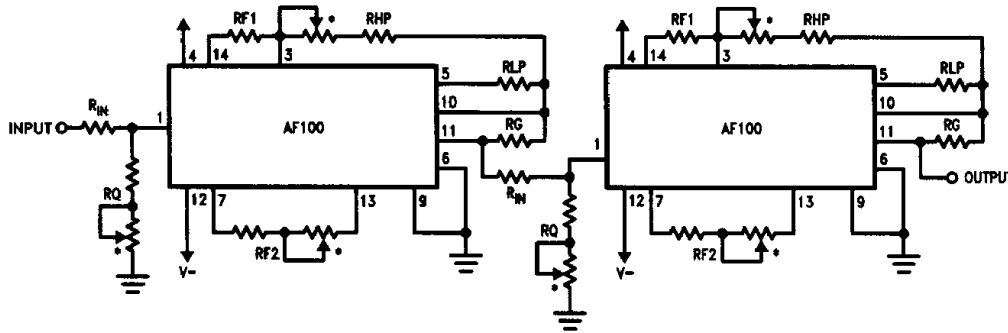 RF1 * RHP
4 14 3
5 RLP
10
AF100
11 RG
6
INPUT R_IN 1
RQ
*
12 7 13 9
V-
RF2 *
R_IN
RQ
*
RF1 * RHP
4 14 3
5 RLP
10
AF100
11 RG
6
1
OUTPUT
12 7 13 9
V-
RF2 *